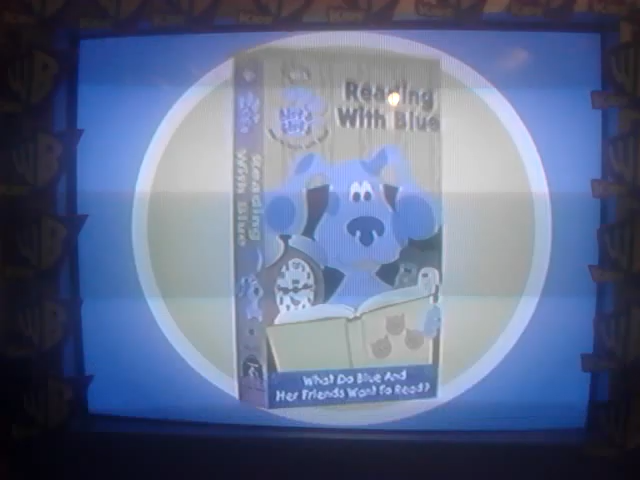 Reading
With Blue
Blue's
Clues
Reading With Blue
What Do Blue And
Her Friends Want To Read?